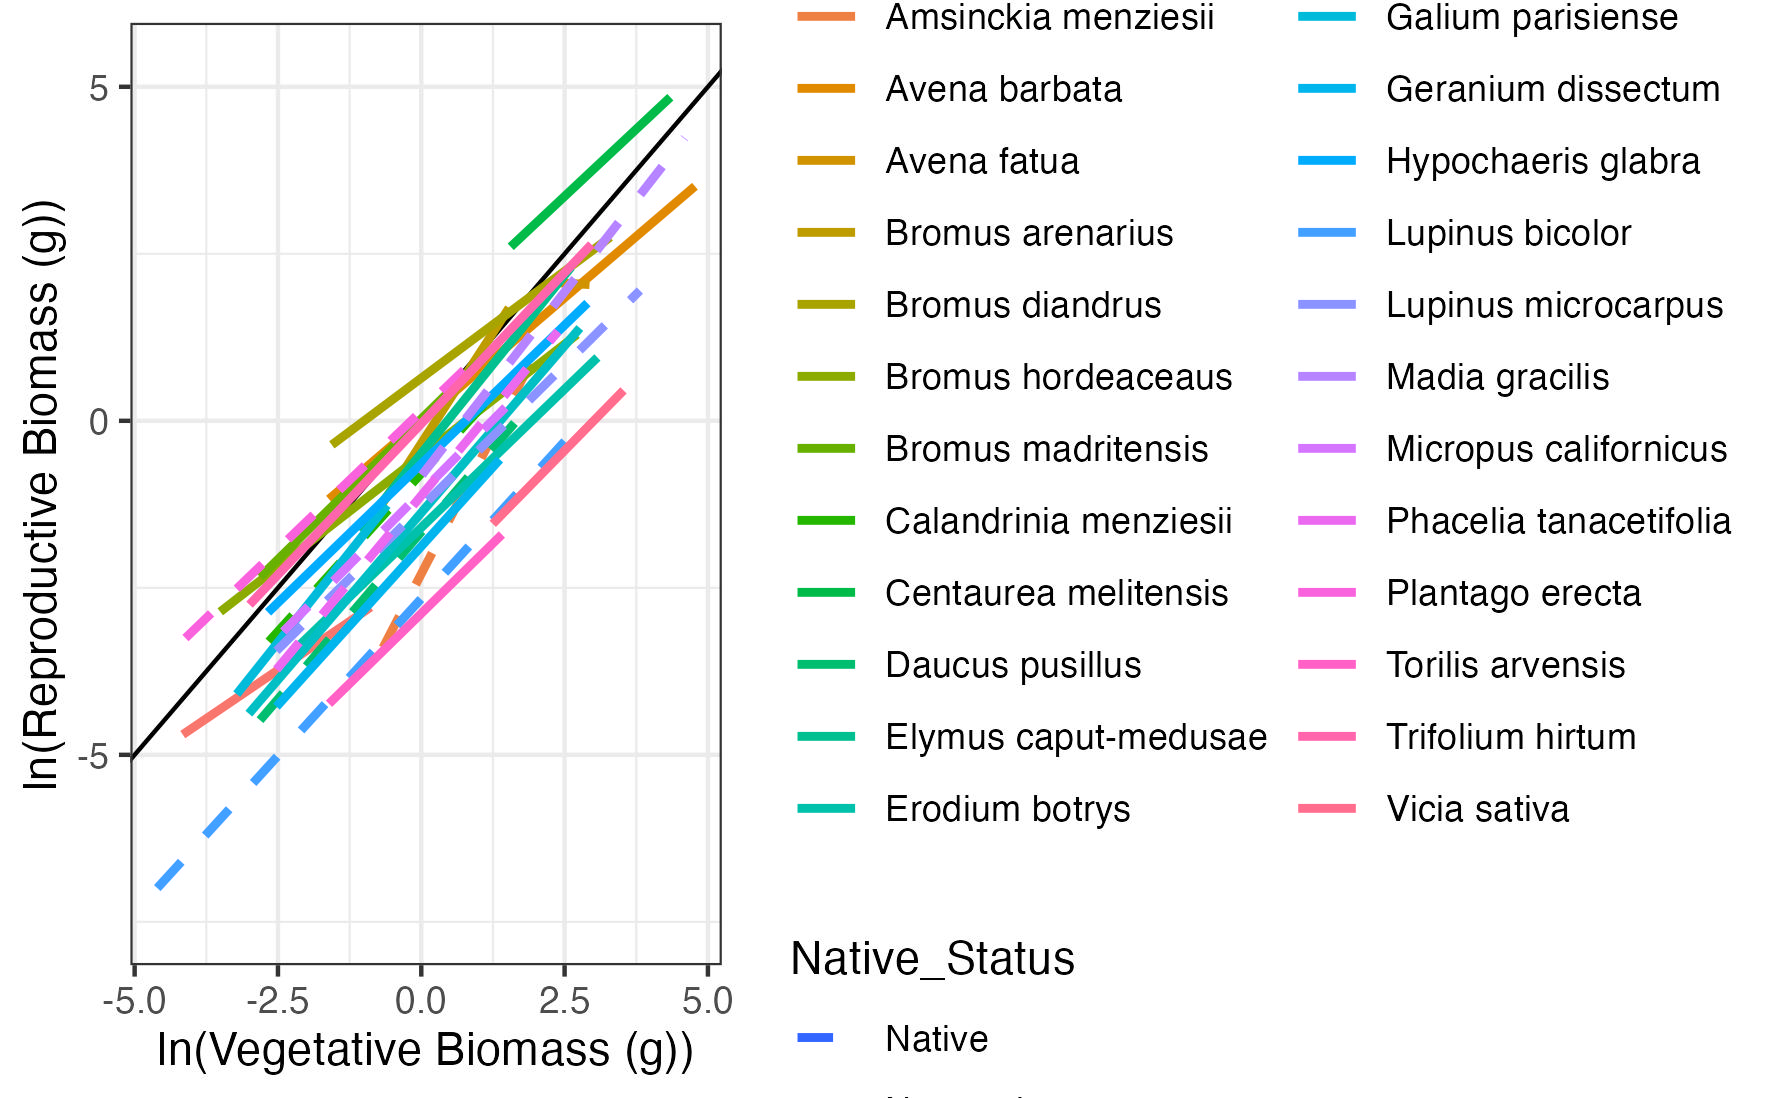 5
0
-5
-5.0 -2.5 0.0 2.5 5.0
ln(Vegetative Biomass (g))
ln(Reproductive Biomass (g))
Amsinckia menziesii
Avena barbata
Avena fatua
Bromus arenarius
Bromus diandrus
Bromus hordeaceaus
Bromus madritensis
Calandrinia menziesii
Centaurea melitensis
Daucus pusillus
Elymus caput-medusae
Erodium botrys
Galium parisiense
Geranium dissectum
Hypochaeris glabra
Lupinus bicolor
Lupinus microcarpus
Madia gracilis
Micropus californicus
Phacelia tanacetifolia
Plantago erecta
Torilis arvensis
Trifolium hirtum
Vicia sativa
Native_Status
Native